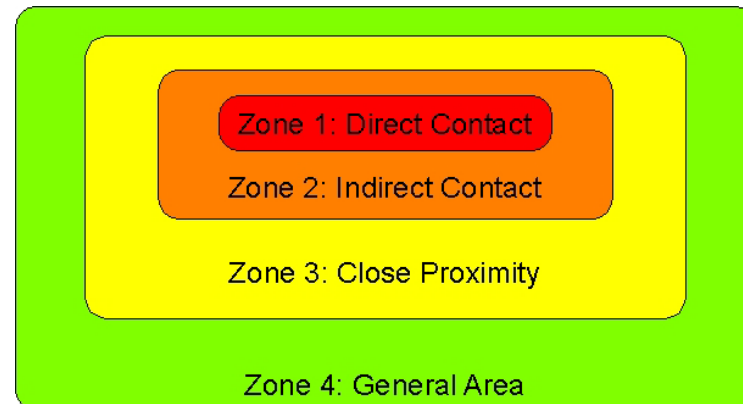 Zone 1: Direct Contact
Zone 2: Indirect Contact
Zone 3: Close Proximity
Zone 4: General Area